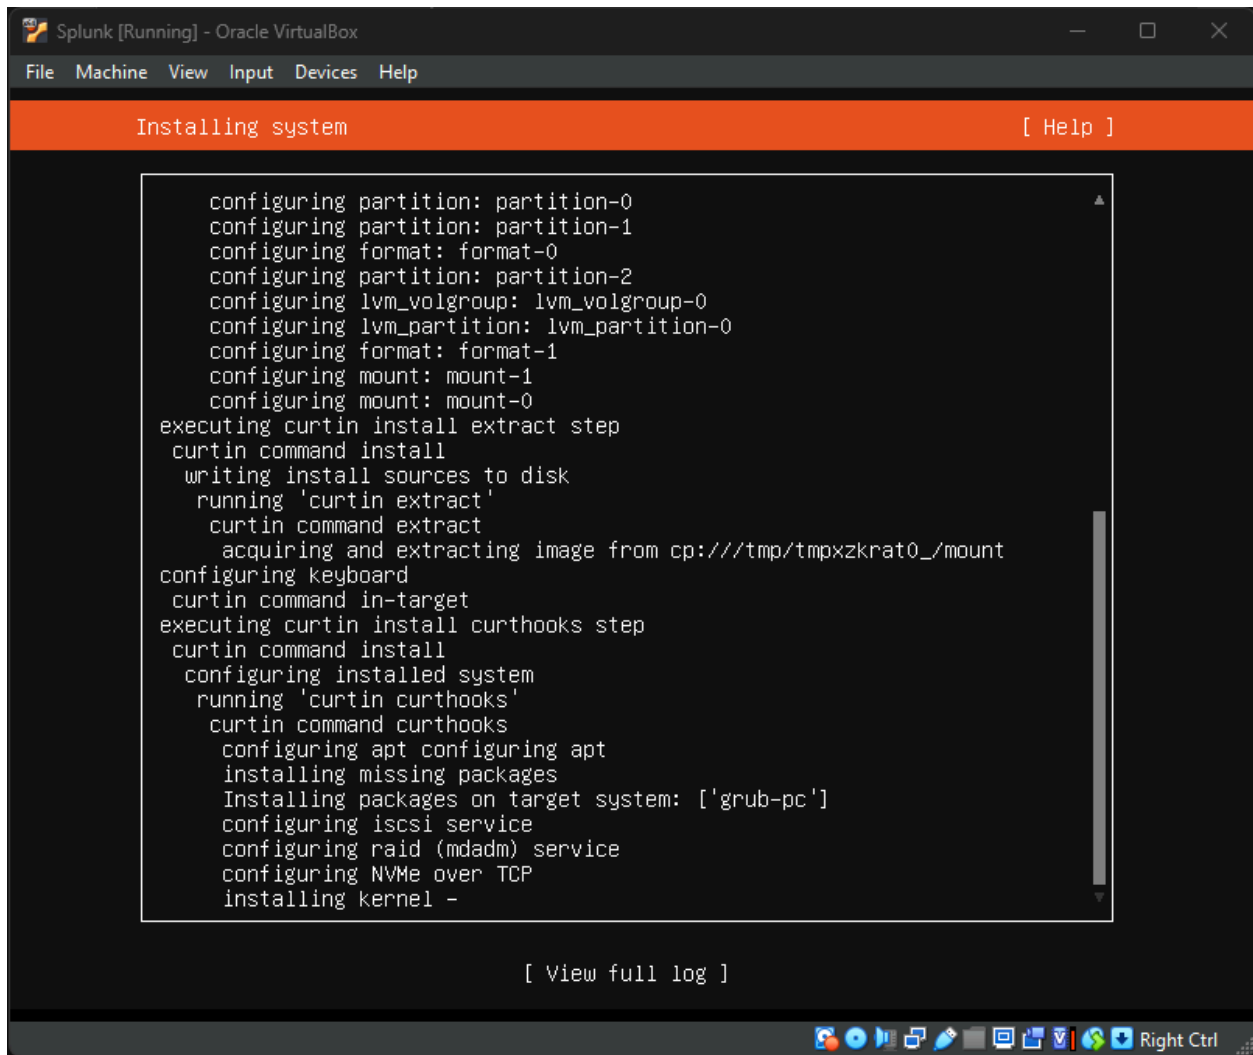 Splunk [Running] - Oracle VirtualBox
File Machine View Input Devices Help
Installing system [ Help ]
configuring partition: partition-0
configuring partition: partition-1
configuring format: format-0
configuring partition: partition-2
configuring lvm_volgroup: lvm_volgroup-0
configuring lvm_partition: lvm_partition-0
configuring format: format-1
configuring mount: mount-1
configuring mount: mount-0
executing curtin install extract step
curtin command install
writing install sources to disk
running 'curtin extract'
curtin command extract
acquiring and extracting image from cp:///tmp/tmpxzkrat0_/mount
configuring keyboard
curtin command in-target
executing curtin install curthooks step
curtin command install
configuring installed system
running 'curtin curthooks'
curtin command curthooks
configuring apt configuring apt
installing missing packages
Installing packages on target system: ['grub-pc']
configuring iscsi service
configuring raid (mdadm) service
configuring NVMe over TCP
installing kernel -
[ View full log ]
Right Ctrl